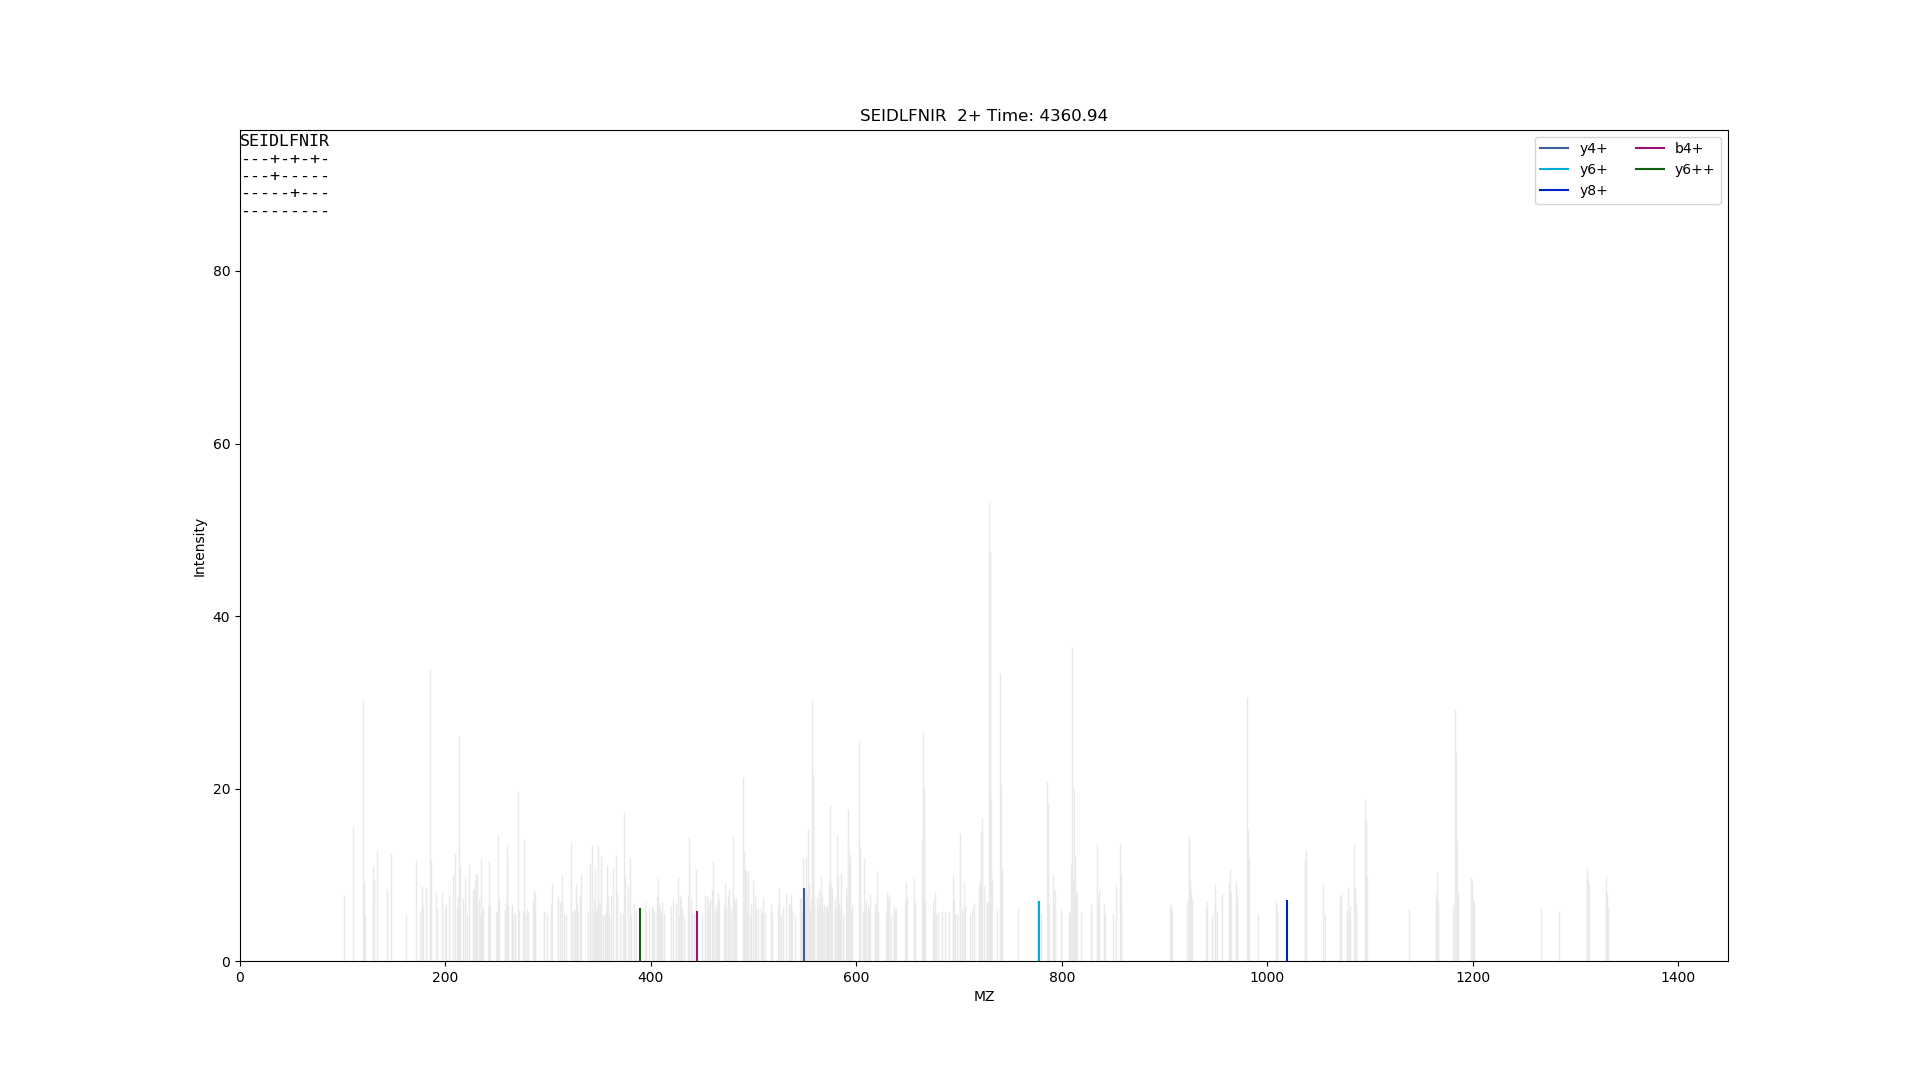 SEIDLFNIR  2+ Time: 4360.94
SEIDLFNIR
---+-+-+-
---+-----
-----+---
---------
y4+
y6+
y8+
b4+
y6++
80
60
40
20
0
Intensity
0 200 400 600 800 1000 1200 1400
MZ